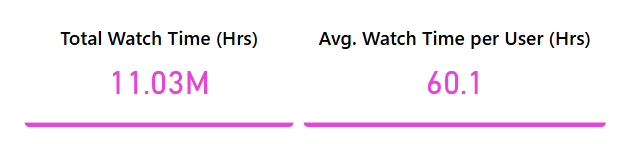 Total Watch Time (Hrs)
11.03M
Avg. Watch Time per User (Hrs)
60.1